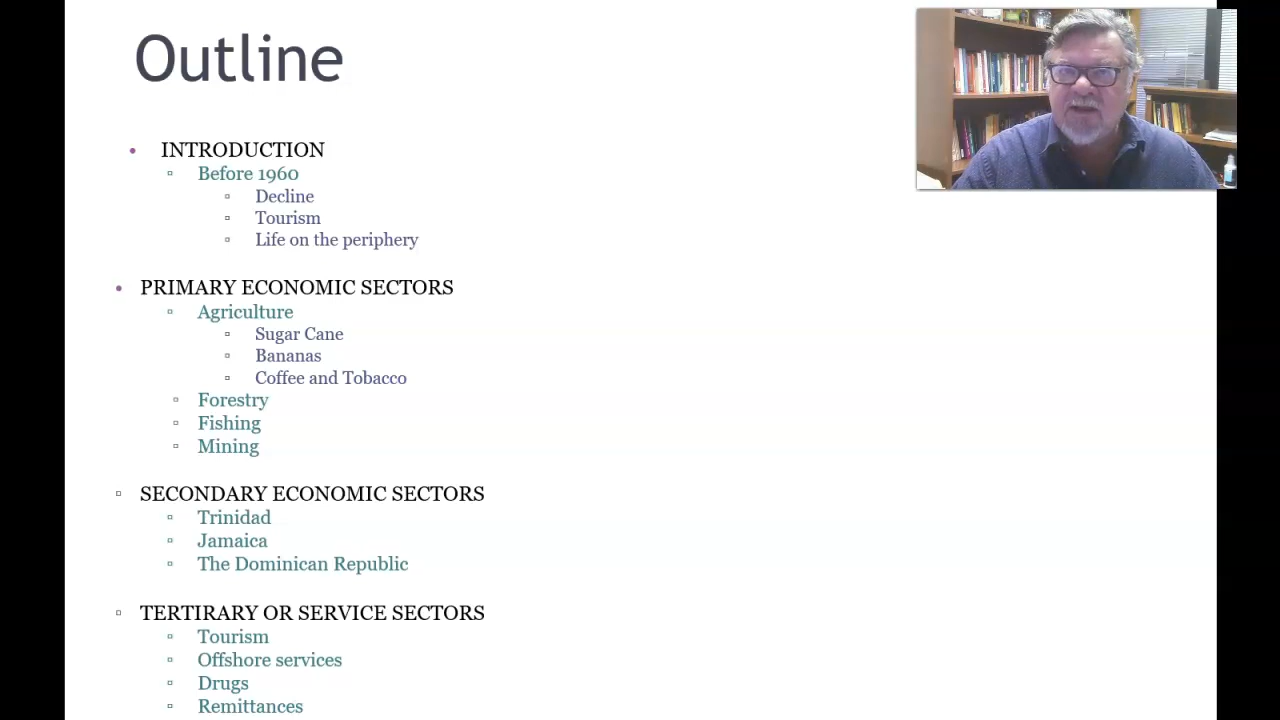 Outline
INTRODUCTION
Before 1960
Decline
Tourism
Life on the periphery
PRIMARY ECONOMIC SECTORS
Agriculture
Sugar Cane
Bananas
Coffee and Tobacco
Forestry
Fishing
Mining
SECONDARY ECONOMIC SECTORS
Trinidad
Jamaica
The Dominican Republic
TERTIRARY OR SERVICE SECTORS
Tourism
Offshore services
Drugs
Remittances